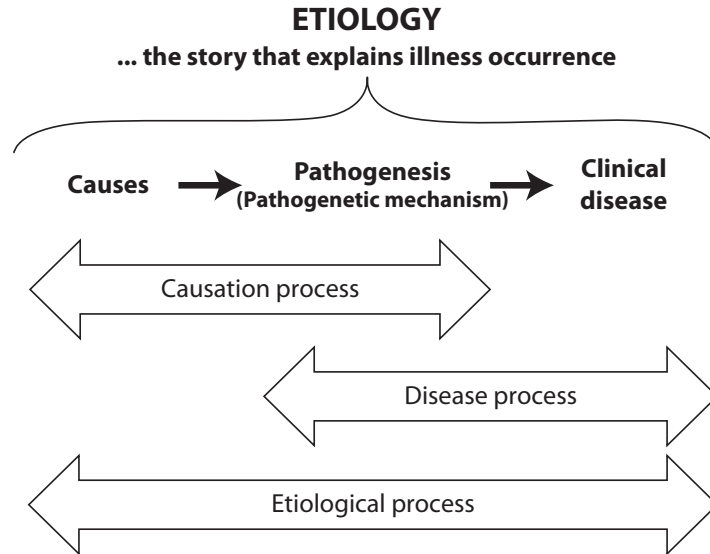 ETIOLOGY
... the story that explains illness occurrence
Causes
Pathogenesis
(Pathogenetic mechanism)
Clinical
disease
Causation process
Disease process
Etiological process